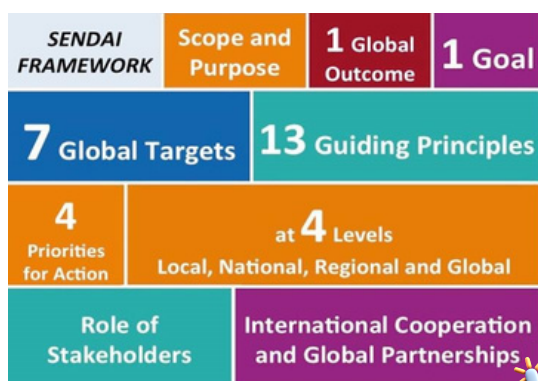 SENDAI
FRAMEWORK
Scope and
Purpose
1 Global
Outcome
1 Goal
7 Global Targets
13 Guiding Principles
4
Priorities
for Action
at 4 Levels
Local, National, Regional and Global
Role of
Stakeholders
International Cooperation
and Global Partnerships